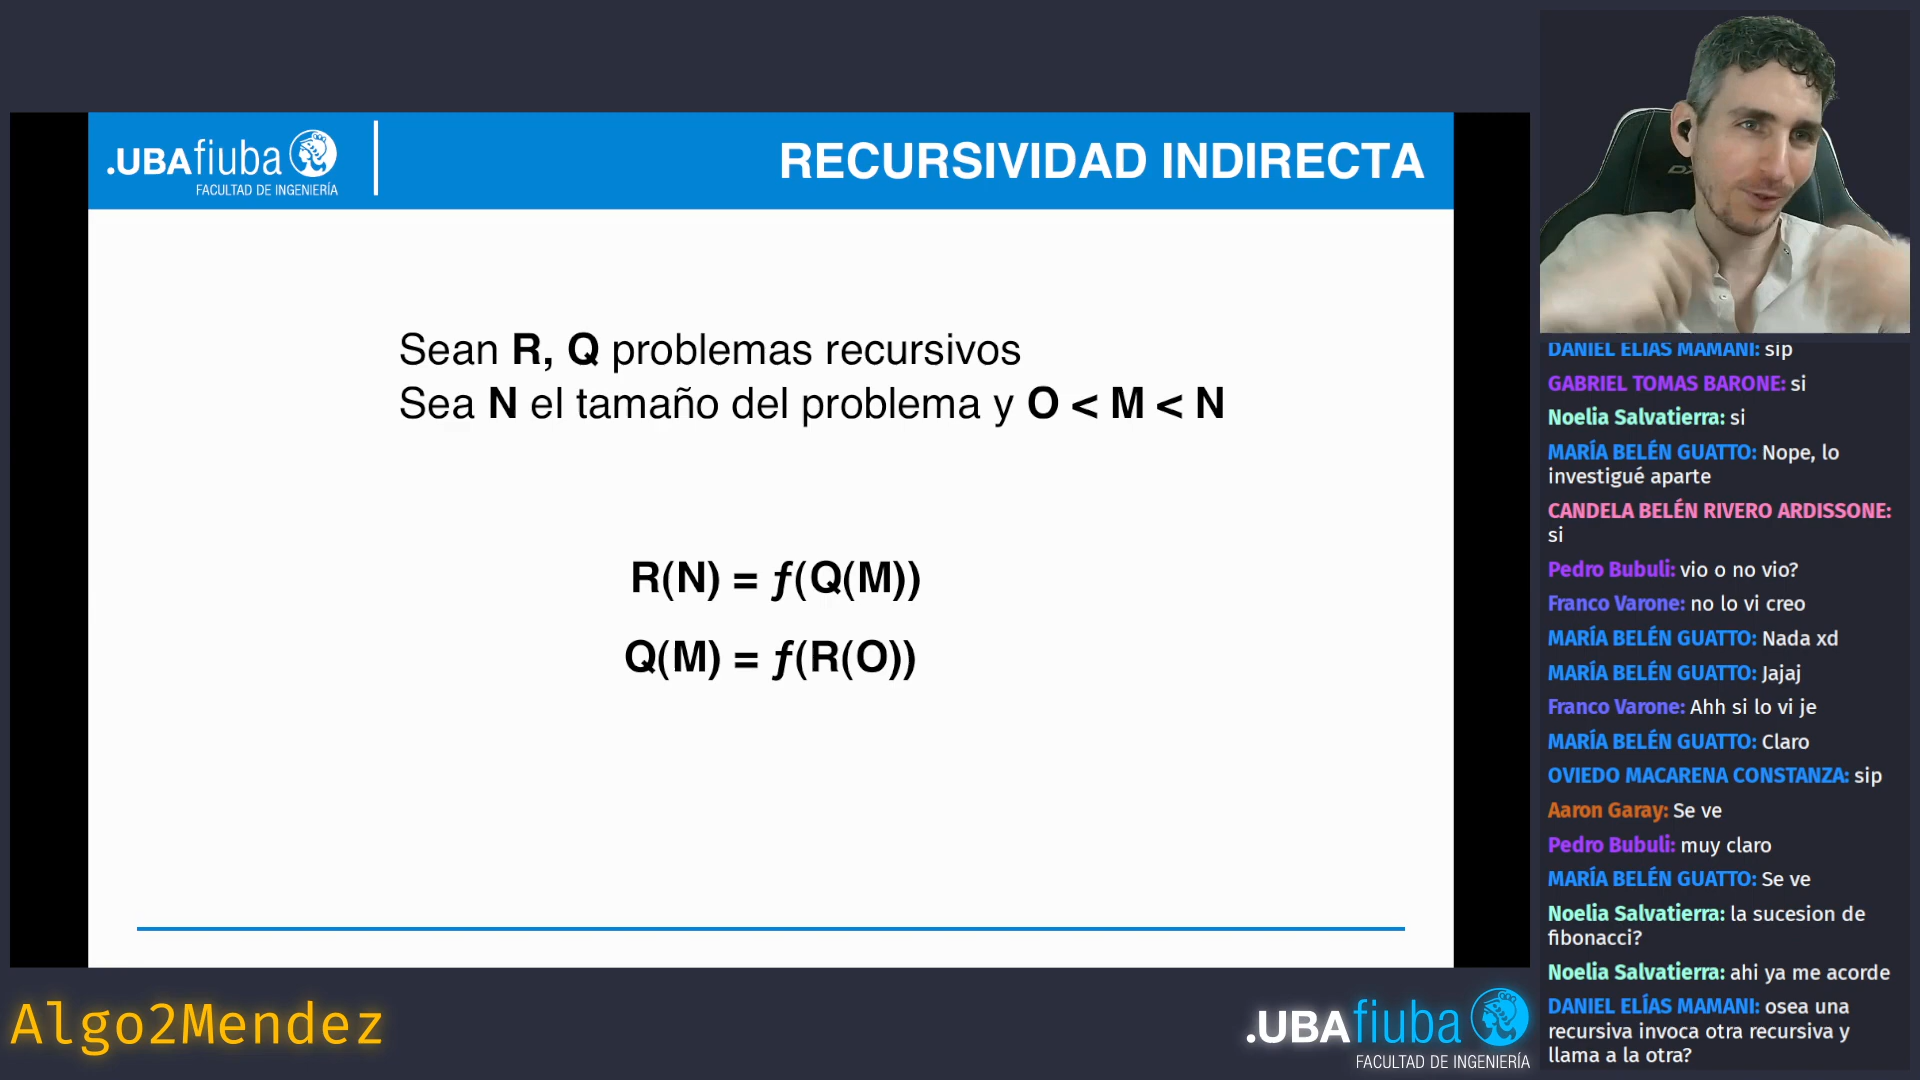 .UBAfiuba
FACULTAD DE INGENIERÍA
RECURSIVIDAD INDIRECTA
Sean R, Q problemas recursivos
Sea N el tamaño del problema y O < M < N
R(N) = ƒ(Q(M))
Q(M) = ƒ(R(O))
Algo2Mendez
.UBAfiuba
FACULTAD DE INGENIERÍA
DANIEL ELÍAS MAMANI: sip
GABRIEL TOMAS BARONE: si
Noelia Salvatierra: si
MARÍA BELÉN GUATTO: Nope, lo
investigué aparte
CANDELA BELÉN RIVERO ARDISSONE:
si
Pedro Bubuli: vio o no vio?
Franco Varone: no lo vi creo
MARÍA BELÉN GUATTO: Nada xd
MARÍA BELÉN GUATTO: Jajaj
Franco Varone: Ahh si lo vi je
MARÍA BELÉN GUATTO: Claro
OVIEDO MACARENA CONSTANZA: sip
Aaron Garay: Se ve
Pedro Bubuli: muy claro
MARÍA BELÉN GUATTO: Se ve
Noelia Salvatierra: la sucesion de
fibonacci?
Noelia Salvatierra: ahi ya me acorde
DANIEL ELÍAS MAMANI: osea una
recursiva invoca otra recursiva y
llama a la otra?